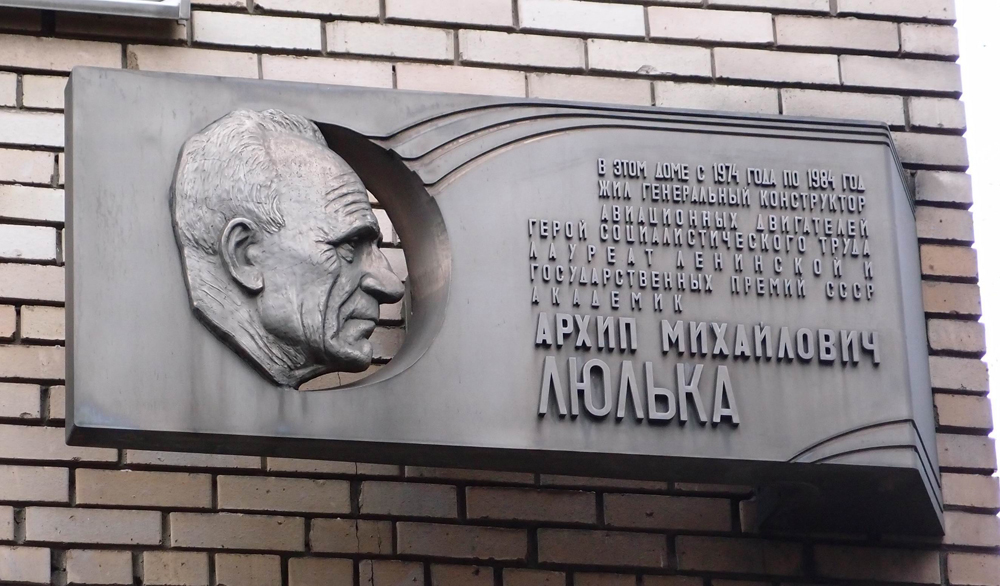 В ЭТОМ ДОМЕ С 1974 ГОДА ПО 1984 ГОД
ЖИЛ ГЕНЕРАЛЬНЫЙ КОНСТРУКТОР
АВИАЦИОННЫХ ДВИГАТЕЛЕЙ
ГЕРОЙ СОЦИАЛИСТИЧЕСКОГО ТРУДА
ЛАУРЕАТ ЛЕНИНСКОЙ И
ГОСУДАРСТВЕННЫХ ПРЕМИЙ СССР
АКАДЕМИК
АРХИП МИХАЙЛОВИЧ
ЛЮЛЬКА